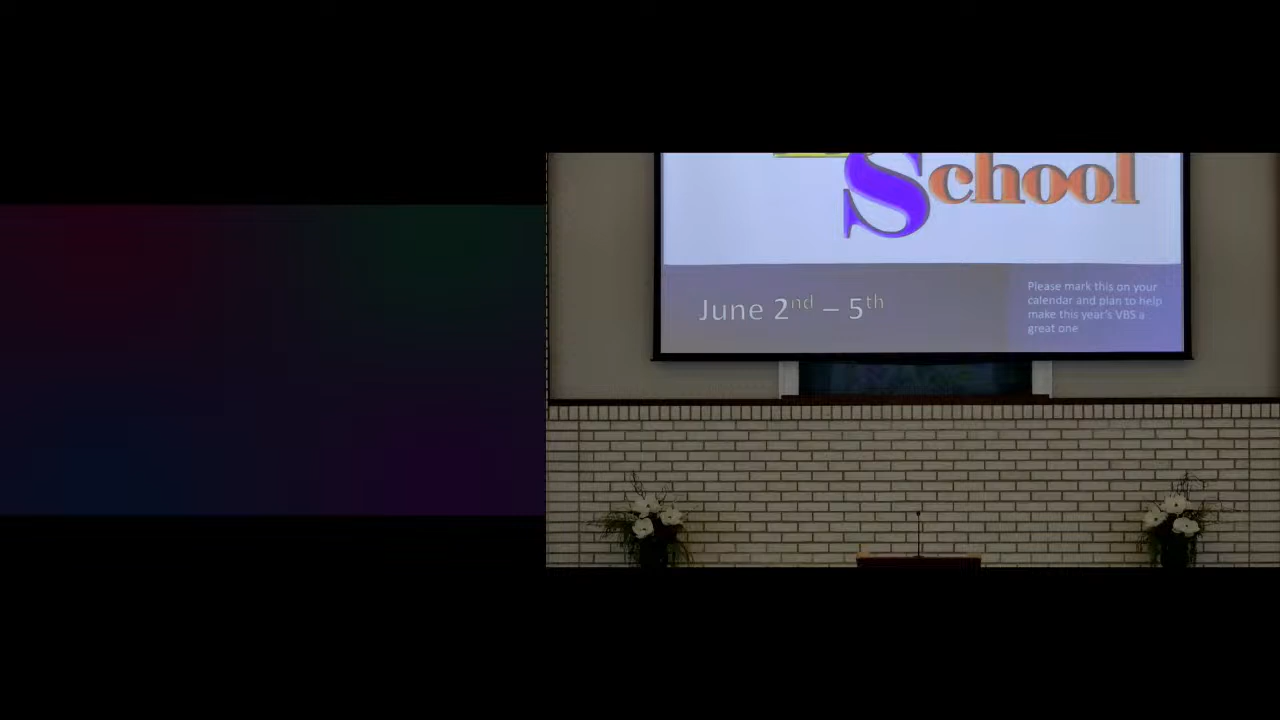 School
June 2nd – 5th
Please mark this on your
calendar and plan to help
make this year's VBS a
great one